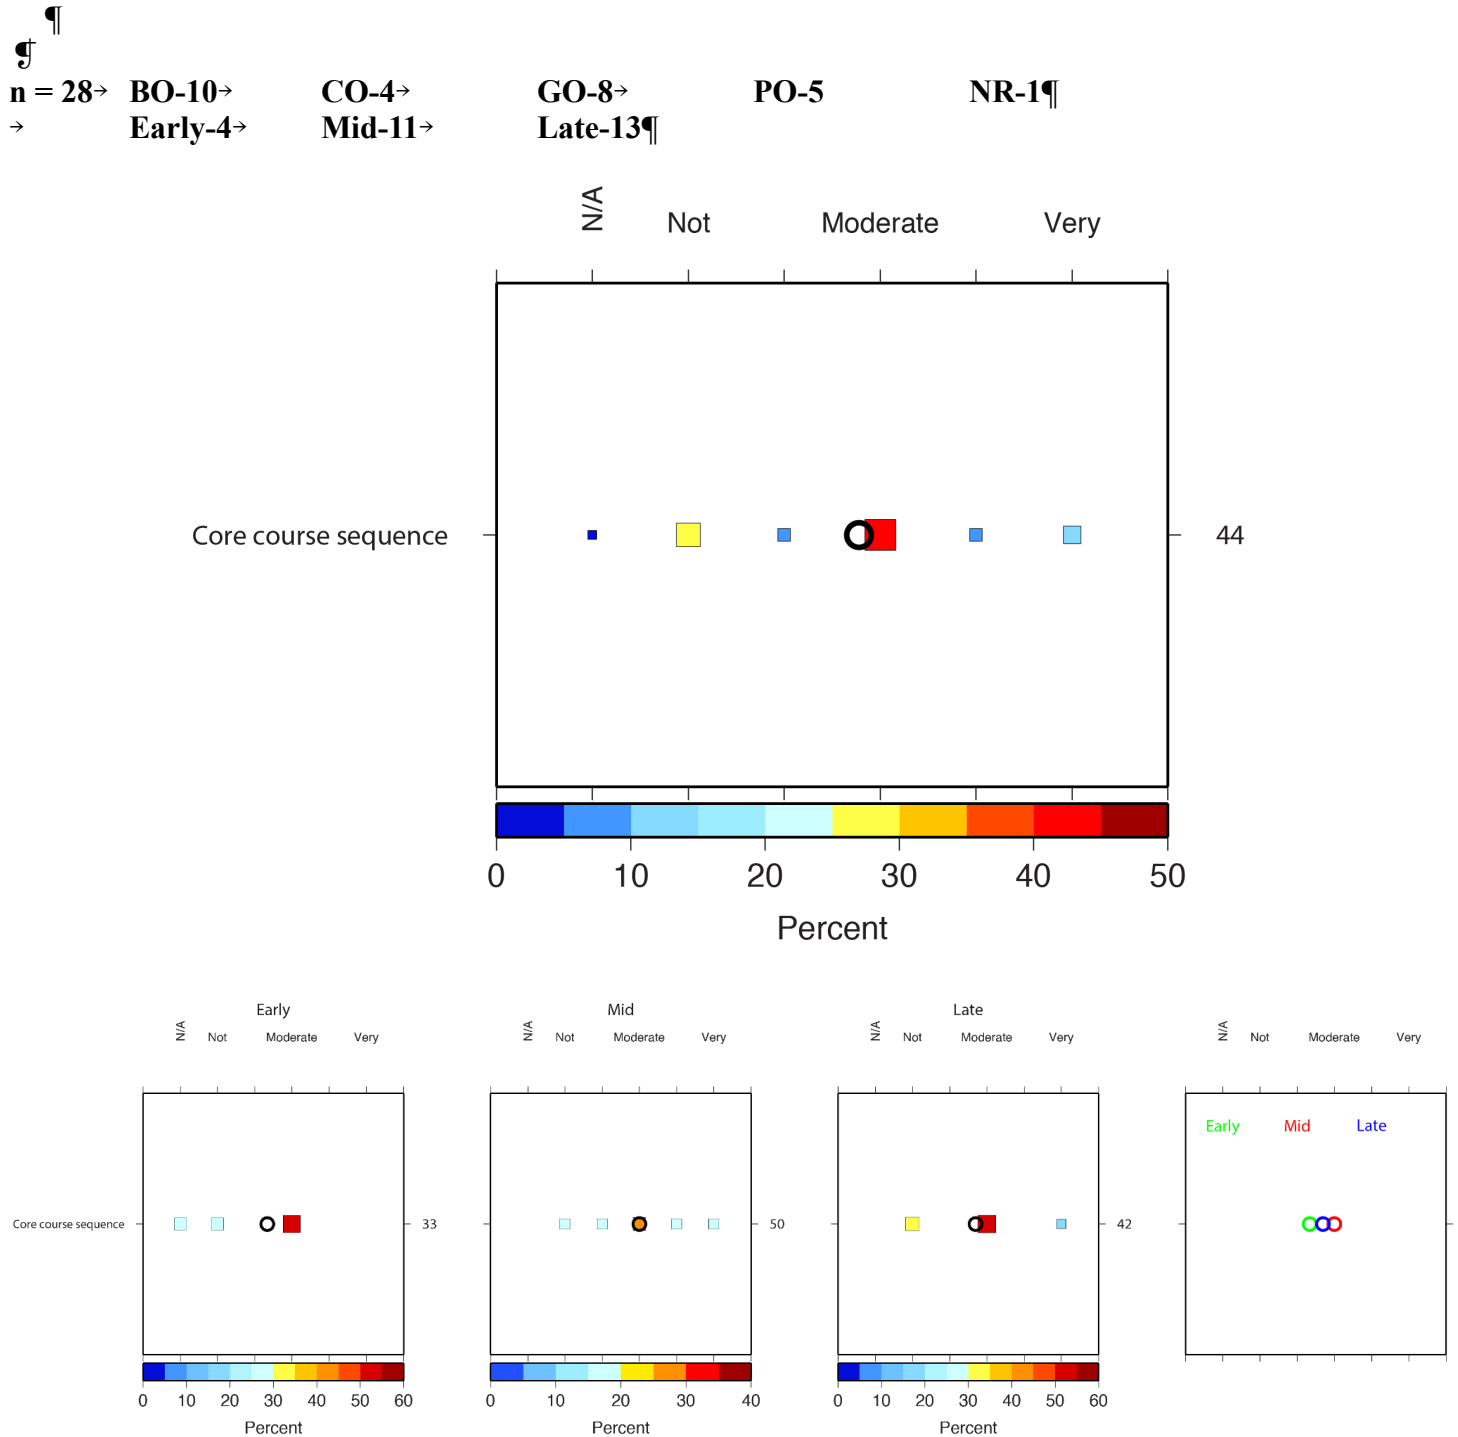 ¶
¶
n = 28→ BO-10→ CO-4→ GO-8→ PO-5 NR-1¶
→ Early-4→ Mid-11→ Late-13¶
N/A Not Moderate Very
Core course sequence 44
0 10 20 30 40 50
Percent
Early Mid Late
N/A Not Moderate Very N/A Not Moderate Very N/A Not Moderate Very N/A Not Moderate Very
Early Mid Late
Core course sequence 33 50 42
0 10 20 30 40 50 60 0 10 20 30 40 0 10 20 30 40 50 60
Percent Percent Percent